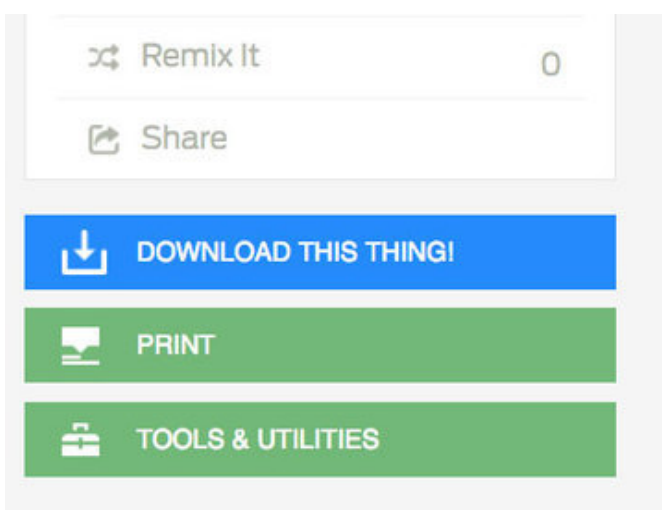 Remix It
0
Share
DOWNLOAD THIS THING!
PRINT
TOOLS & UTILITIES